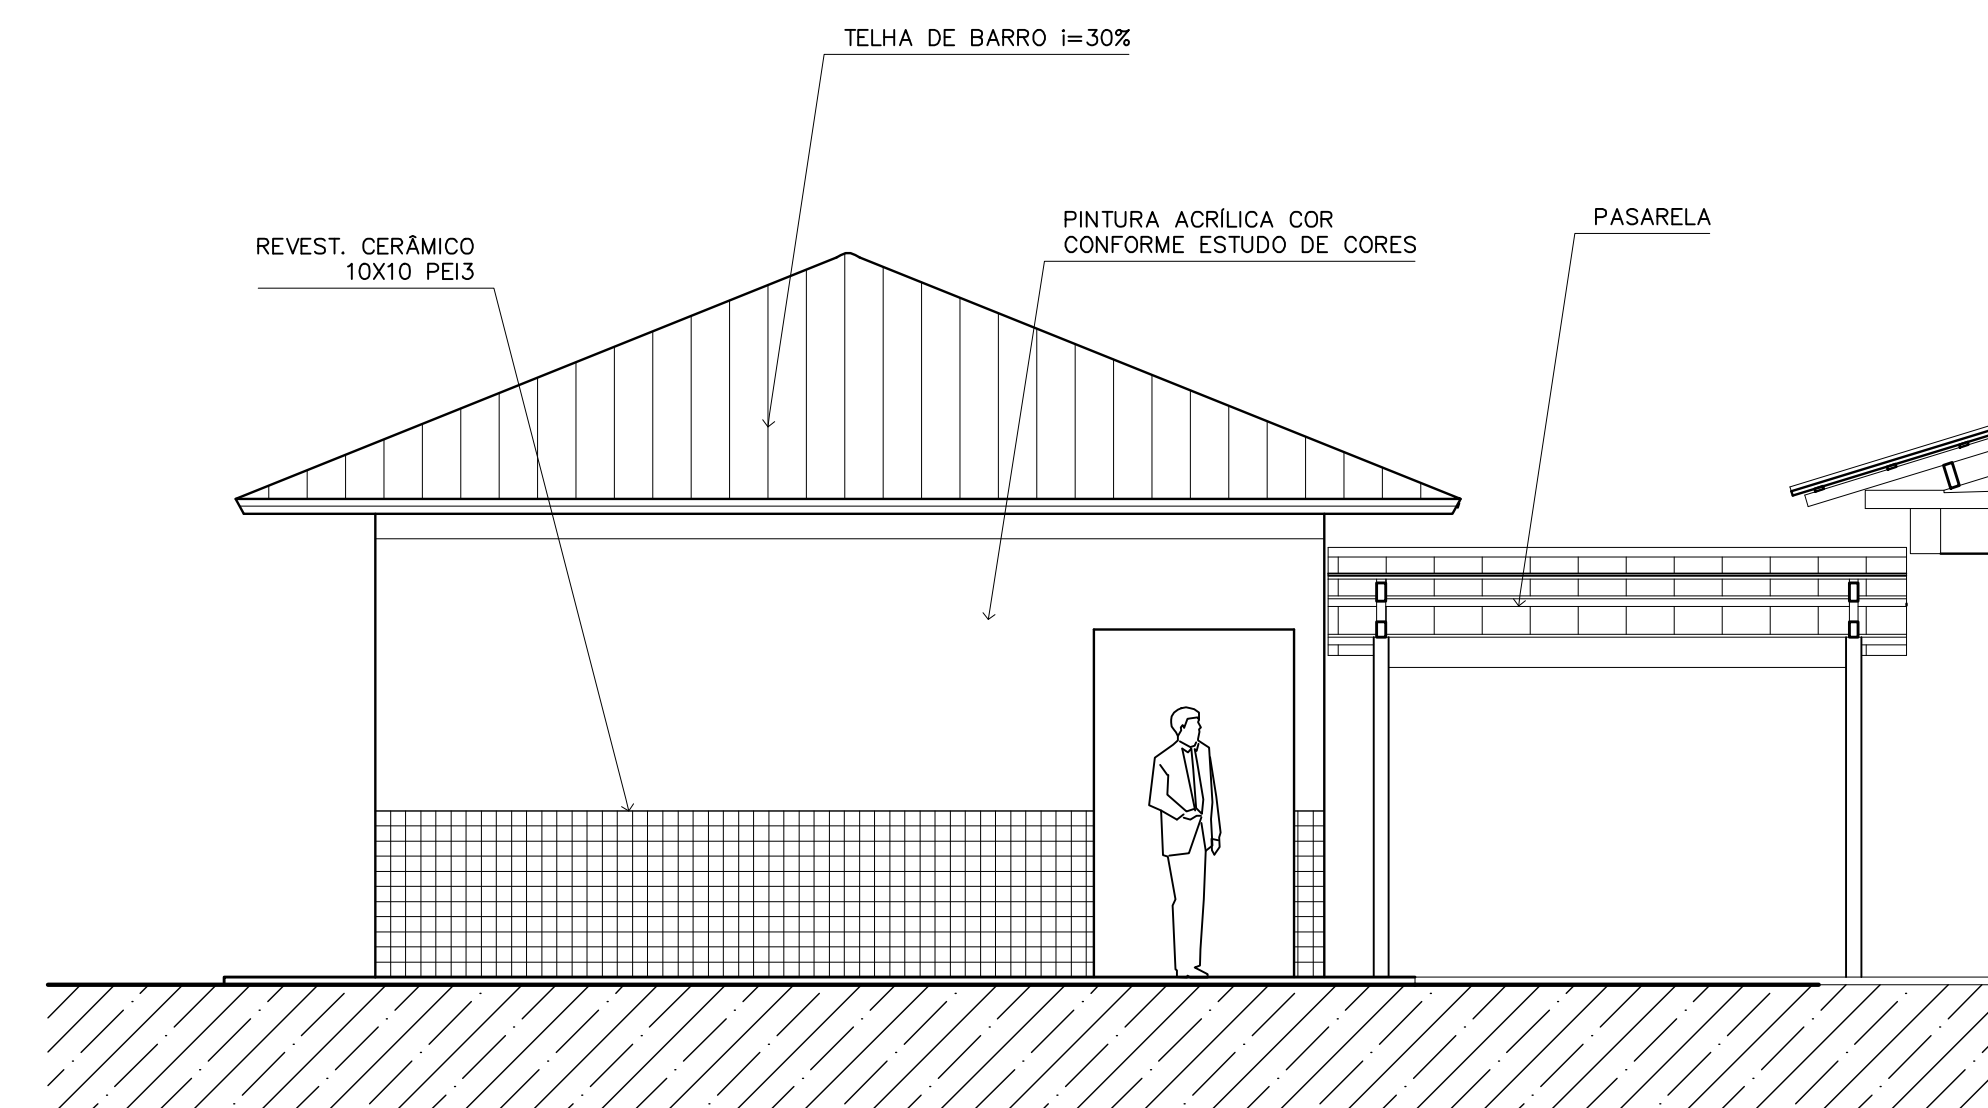 TELHA DE BARRO i=30%
PINTURA ACRÍLICA COR
CONFORME ESTUDO DE CORES
PASARELA
REVEST. CERÂMICO
10X10 PEI3